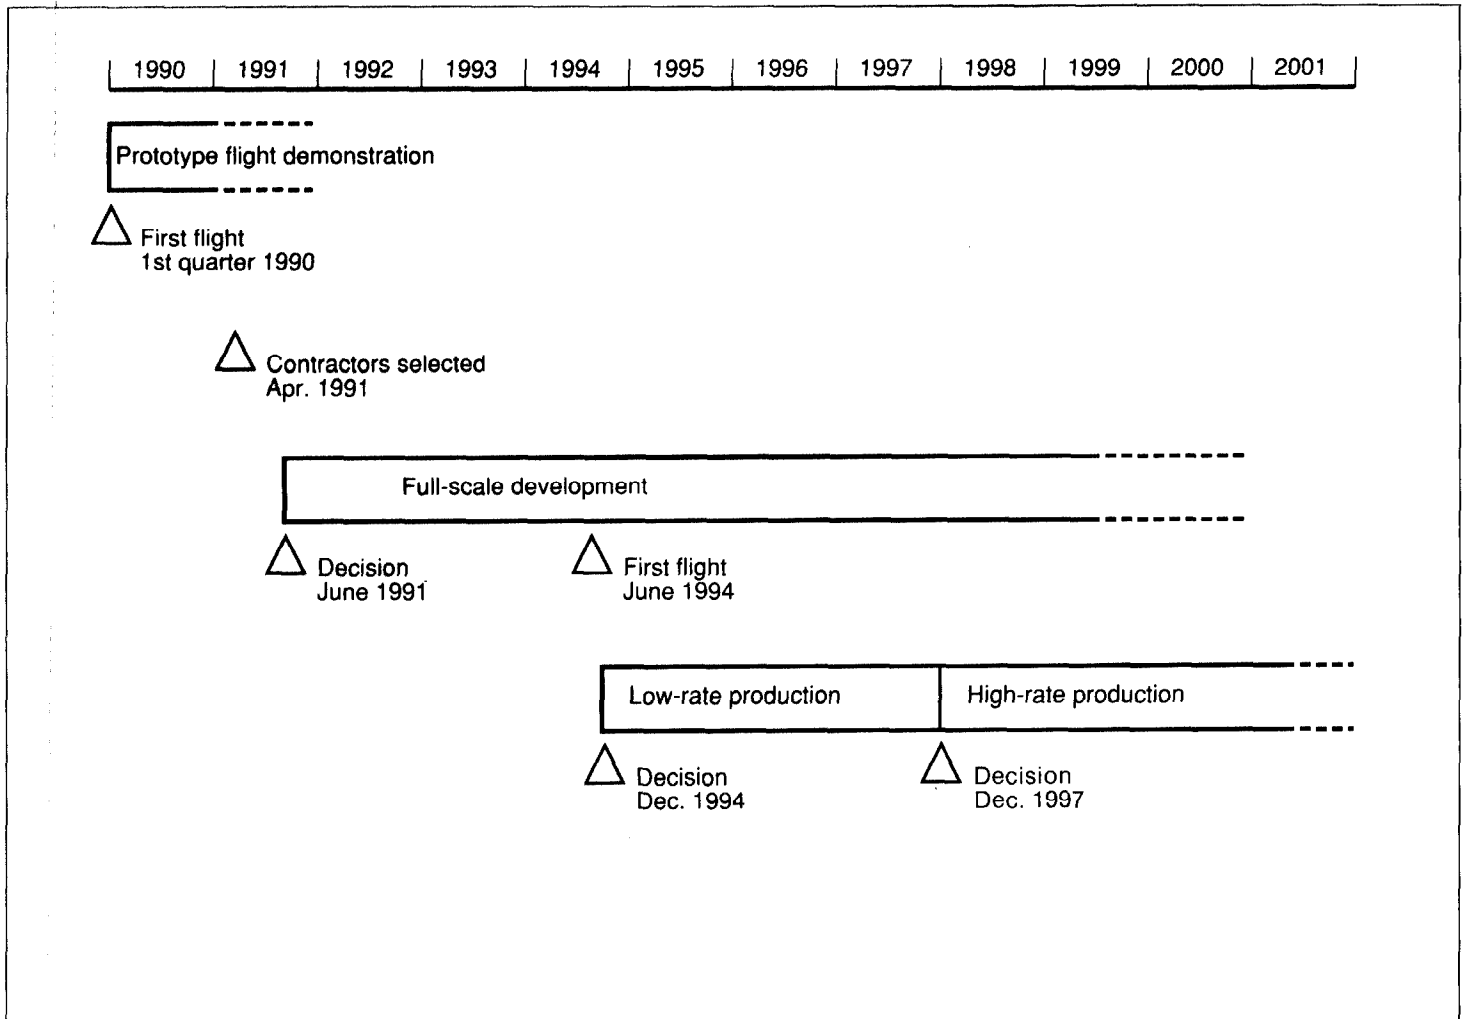 1990 1991 1992 1993 1994 1995 1996 1997 1998 1999 2000 2001
Prototype flight demonstration
First flight
1st quarter 1990
Contractors selected
Apr. 1991
Full-scale development
Decision
June 1991
First flight
June 1994
Low-rate production
High-rate production
Decision
Dec. 1994
Decision
Dec. 1997